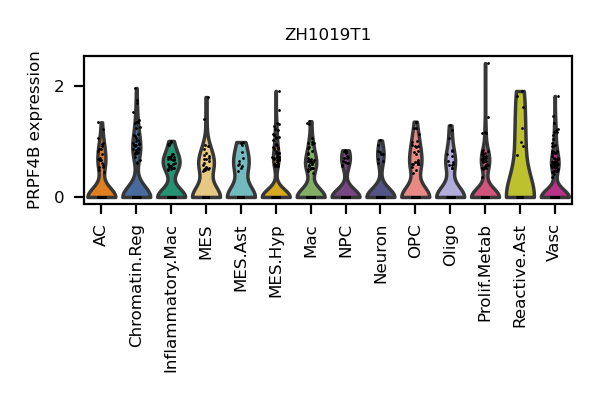 ZH1019T1
PRPF4B expression
2
0
AC
Chromatin.Reg
Inflammatory.Mac
MES
MES.Ast
MES.Hyp
Mac
NPC
Neuron
OPC
Oligo
Prolif.Metab
Reactive.Ast
Vasc